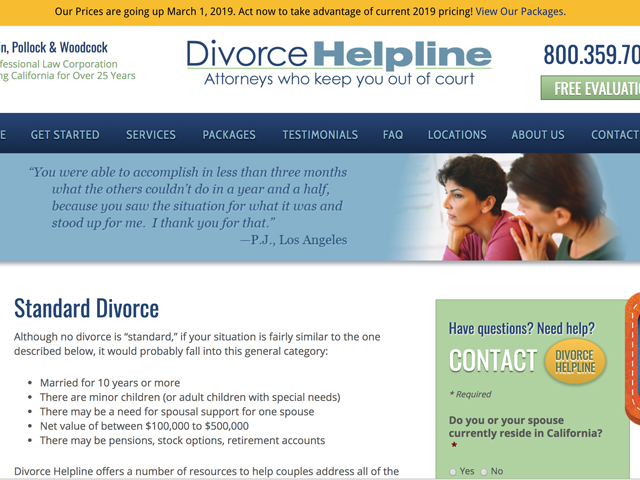 Our Prices are going up March 1, 2019. Act now to take advantage of current 2019 pricing! View Our Packages.
Pollock & Woodcock
Law Corporation
California for Over 25 Years
Divorce Helpline
Attorneys who keep you out of court
800.359.70
FREE
GET STARTED
SERVICES
PACKAGES
TESTIMONIALS
FAQ
LOCATIONS
ABOUT US
CONTACT
“You were able to accomplish in less than three months
what the others couldn’t do in a year and a half,
because you saw the situation for what it was and
stood up for me. I thank you for that.”
—P.J., Los Angeles
Standard Divorce
Although no divorce is “standard,” if your situation is fairly similar to the one
described below, it would probably fall into this general category:
• Married for 10 years or more
• There are minor children (or adult children with special needs)
• There may be a need for spousal support for one spouse
• Net value of between $100,000 to $500,000
• There may be pensions, stock options, retirement accounts
Divorce Helpline offers a number of resources to help couples address all of the
Have questions? Need help?
CONTACT
DIVORCE
HELPLINE
* Required
Do you or your spouse
currently reside in California?
*
Yes No